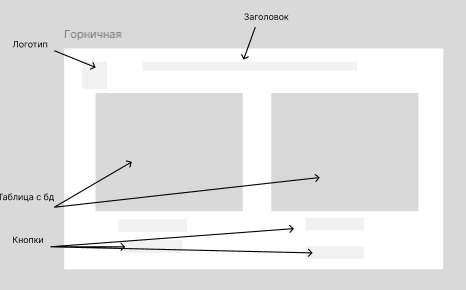 Заголовок
Горничная
Логотип
Таблица с бд
Кнопки